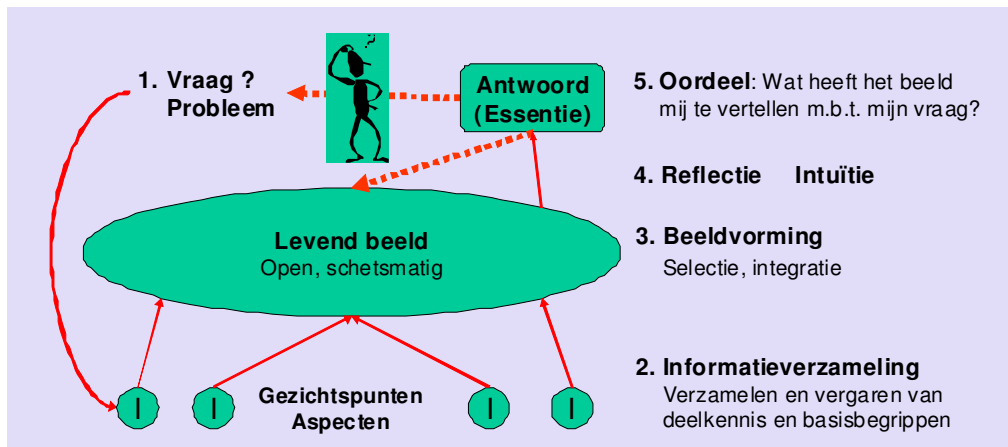 1. Vraag ?
Probleem
Antwoord
(Essentie)
5. Oordeel: Wat heeft het beeld
mij te vertellen m.b.t. mijn vraag?
4. Reflectie Intuïtie
Levend beeld
Open, schetsmatig
3. Beeldvorming
Selectie, integratie
I I I I
Gezichtspunten
Aspecten
2. Informatieverzameling
Verzamelen en vergaren van
deelkennis en basisbegrippen